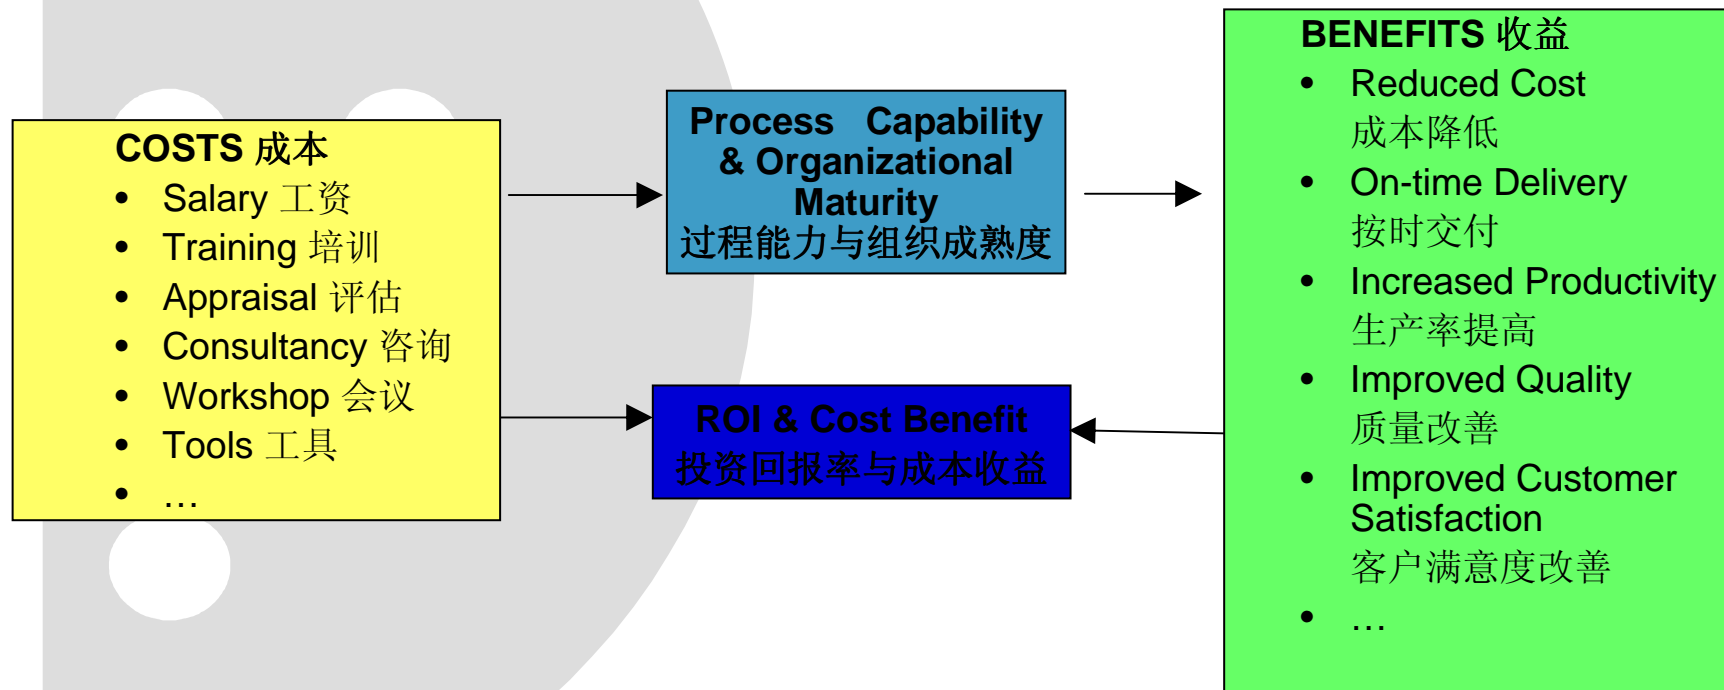 COSTS 成本
• Salary 工资
• Training 培训
• Appraisal 评估
• Consultancy 咨询
• Workshop 会议
• Tools 工具
• …
Process Capability
& Organizational
Maturity
过程能力与组织成熟度
ROI & Cost Benefit
投资回报率与成本收益
BENEFITS 收益
• Reduced Cost
成本降低
• On-time Delivery
按时交付
• Increased Productivity
生产率提高
• Improved Quality
质量改善
• Improved Customer
Satisfaction
客户满意度改善
• …